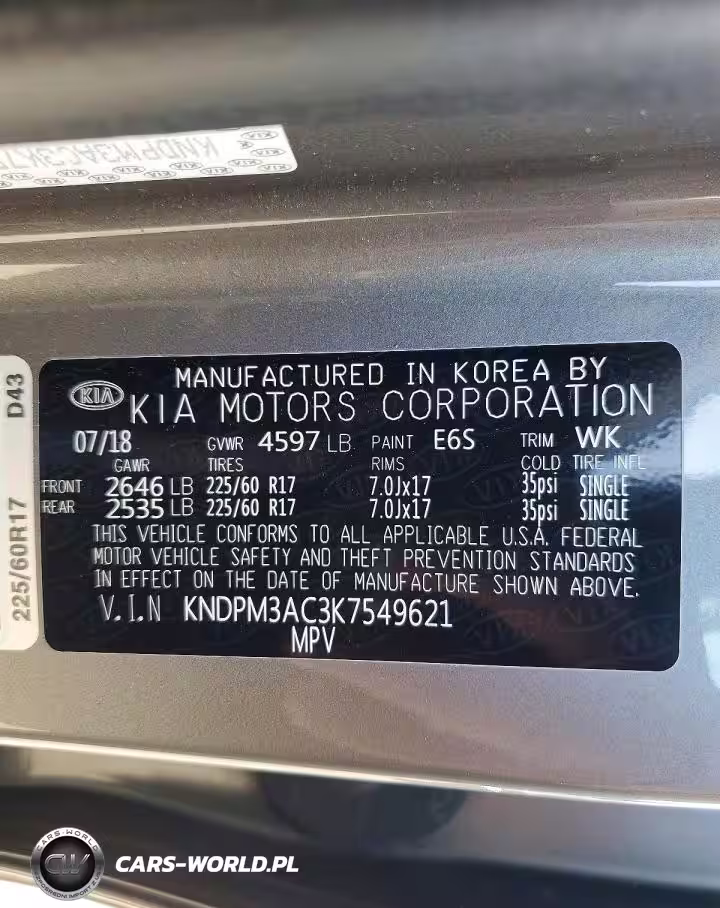 KNDPM3AC3K7
KIA
MANUFACTURED IN KOREA BY
KIA KIA MOTORS CORPORATION
07/18 GVWR 4597 LB PAINT E6S TRIM WK
GAWR TIRES RIMS COLD TIRE INFL
FRONT 2646 LB 225/60 R17 7.0Jx17 35psi SINGLE
REAR 2535 LB 225/60 R17 7.0Jx17 35psi SINGLE
THIS VEHICLE CONFORMS TO ALL APPLICABLE U.S.A. FEDERAL
MOTOR VEHICLE SAFETY AND THEFT PREVENTION STANDARDS
IN EFFECT ON THE DATE OF MANUFACTURE SHOWN ABOVE.
V.I.N KNDPM3AC3K7549621
MPV
225/60R17 D43
CW
CARS-WORLD.PL